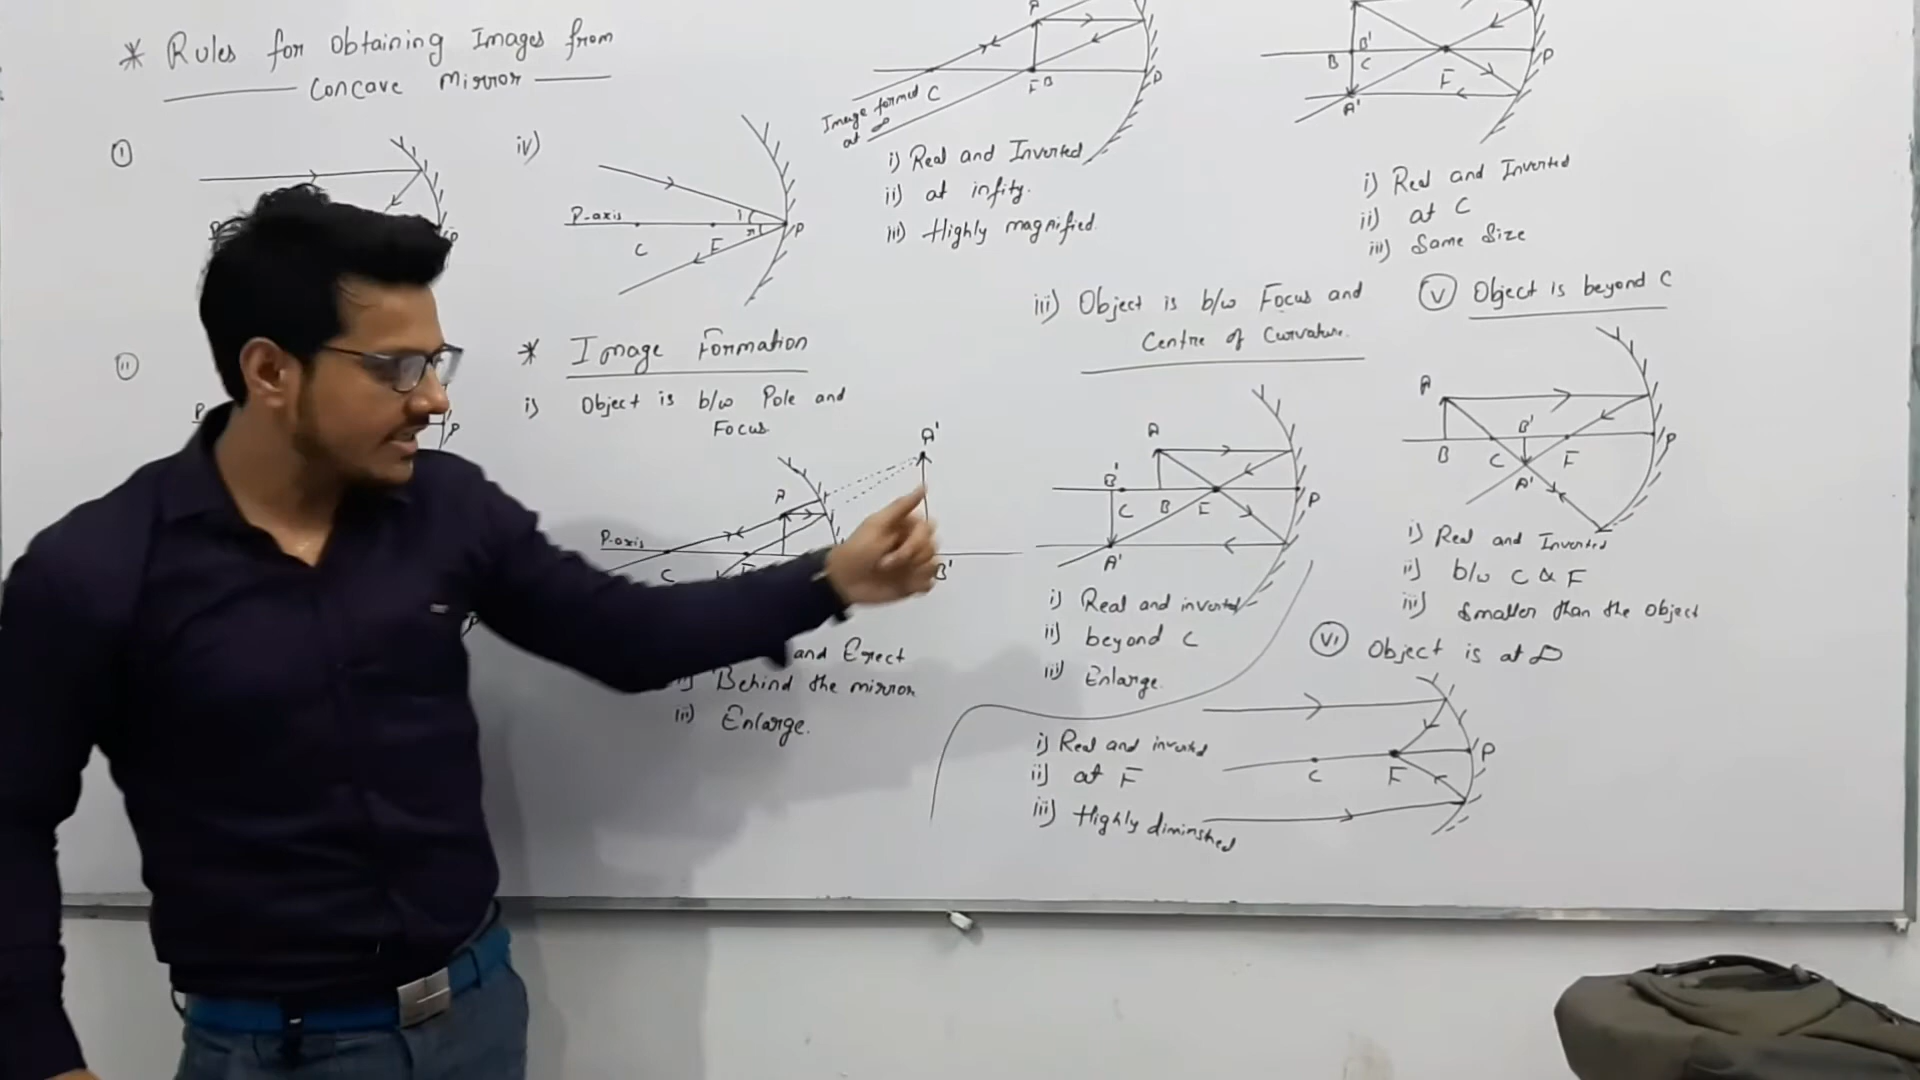 * Rules for Obtaining Images from
Concave Mirror
i)
P
iv)
P-axis
i
r
C
F
P
ii)
P
P
* Image Formation
i) Object is b/w Pole and
Focus
A'
A
P-axis
C
F
B'
and Erect
ii) Behind the mirror
iii) Enlarge.
A
Image formed
at ∞
C
F B
P
i) Real and Inverted
ii) at infity.
iii) Highly magnified.
B B'
C
F
P
A'
i) Real and Inverted
ii) at C
iii) Same Size
iii) Object is b/w Focus and
Centre of Curvature.
A
B'
C B F
P
A'
i) Real and inverted
ii) beyond C
iii) Enlarge.
V Object is beyond C
A
B'
B C F
P
A'
i) Real and Inverted
ii) b/w C & F
iii) Smaller than the object
VI Object is at ∞
C F
P
i) Real and inverted
ii) at F
iii) Highly diminshed